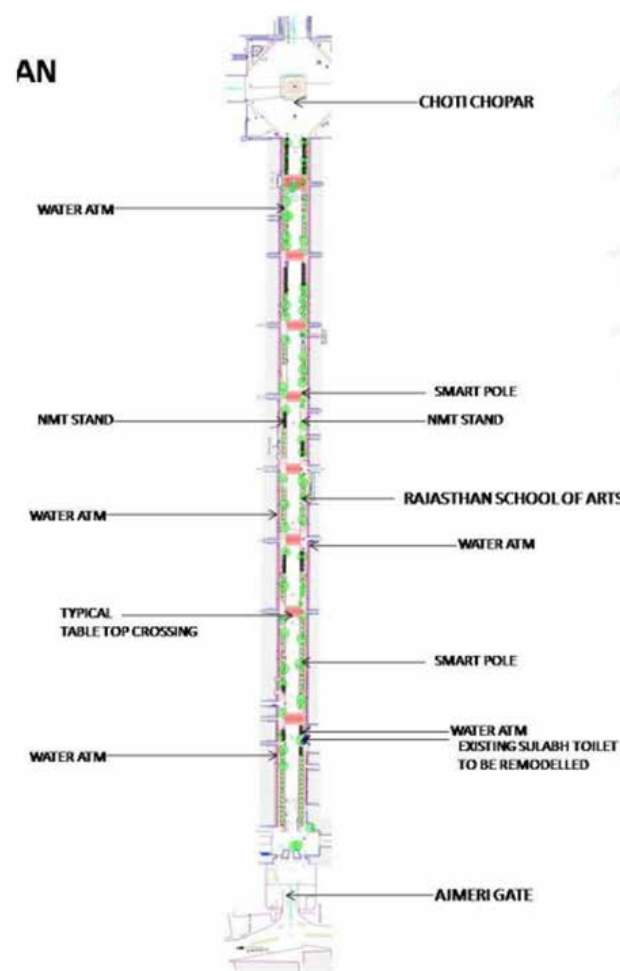 AN
CHOTI CHOPAR
WATER ATM
SMART POLE
NMT STAND
NMT STAND
RAJASTHAN SCHOOL OF ARTS
WATER ATM
WATER ATM
TYPICAL
TABLE TOP CROSSING
SMART POLE
WATER ATM
EXISTING SULABH TOILET
TO BE REMODELLED
WATER ATM
AJMERI GATE